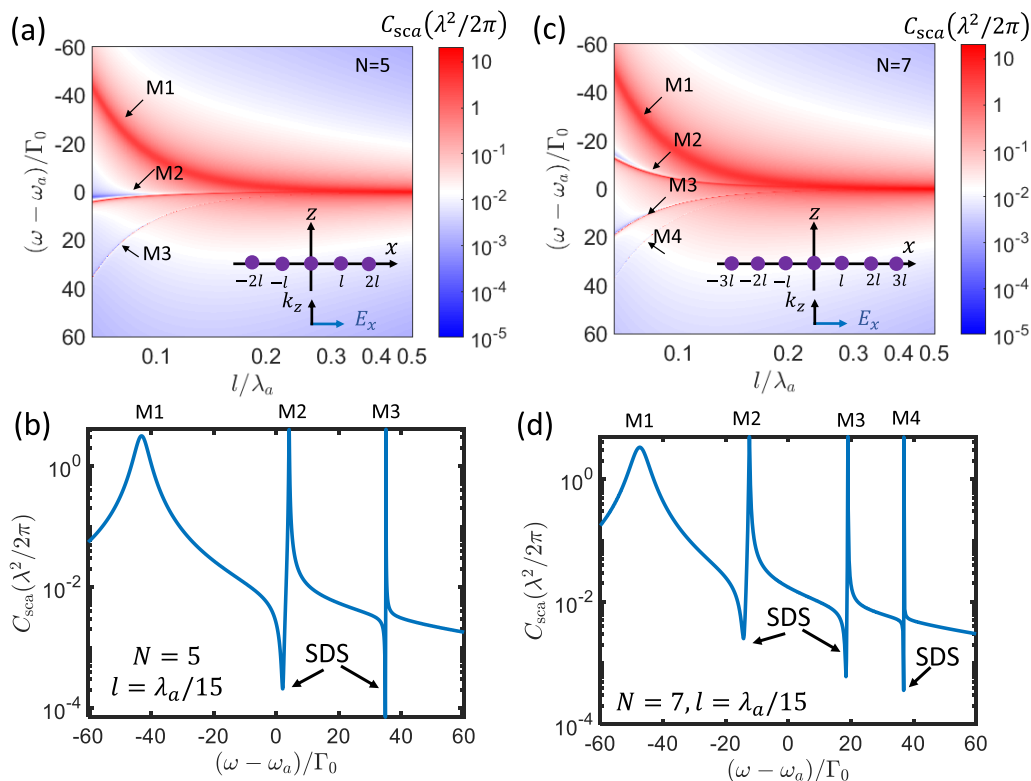 (a)
C_sca(λ²/2π)
-60
-40
-20
0
20
40
60
(ω − ω_a)/Γ_0
N=5
M1
M2
M3
z
x
−2l
−l
l
2l
k_z
E_x
0.1
0.2
0.3
0.4
0.5
l/λ_a
10
1
10⁻¹
10⁻²
10⁻³
10⁻⁴
10⁻⁵
(c)
C_sca(λ²/2π)
-60
-40
-20
0
20
40
60
(ω − ω_a)/Γ_0
N=7
M1
M2
M3
M4
z
x
−3l
−2l
−l
l
2l
3l
k_z
E_x
0.1
0.2
0.3
0.4
0.5
l/λ_a
10
1
10⁻¹
10⁻²
10⁻³
10⁻⁴
10⁻⁵
(b)
M1
M2
M3
10⁰
10⁻²
10⁻⁴
C_sca(λ²/2π)
SDS
N = 5
l = λ_a/15
-60
-40
-20
0
20
40
60
(ω − ω_a)/Γ_0
(d)
M1
M2
M3
M4
10⁰
10⁻²
10⁻⁴
C_sca(λ²/2π)
SDS
SDS
N = 7, l = λ_a/15
-60
-40
-20
0
20
40
60
(ω − ω_a)/Γ_0